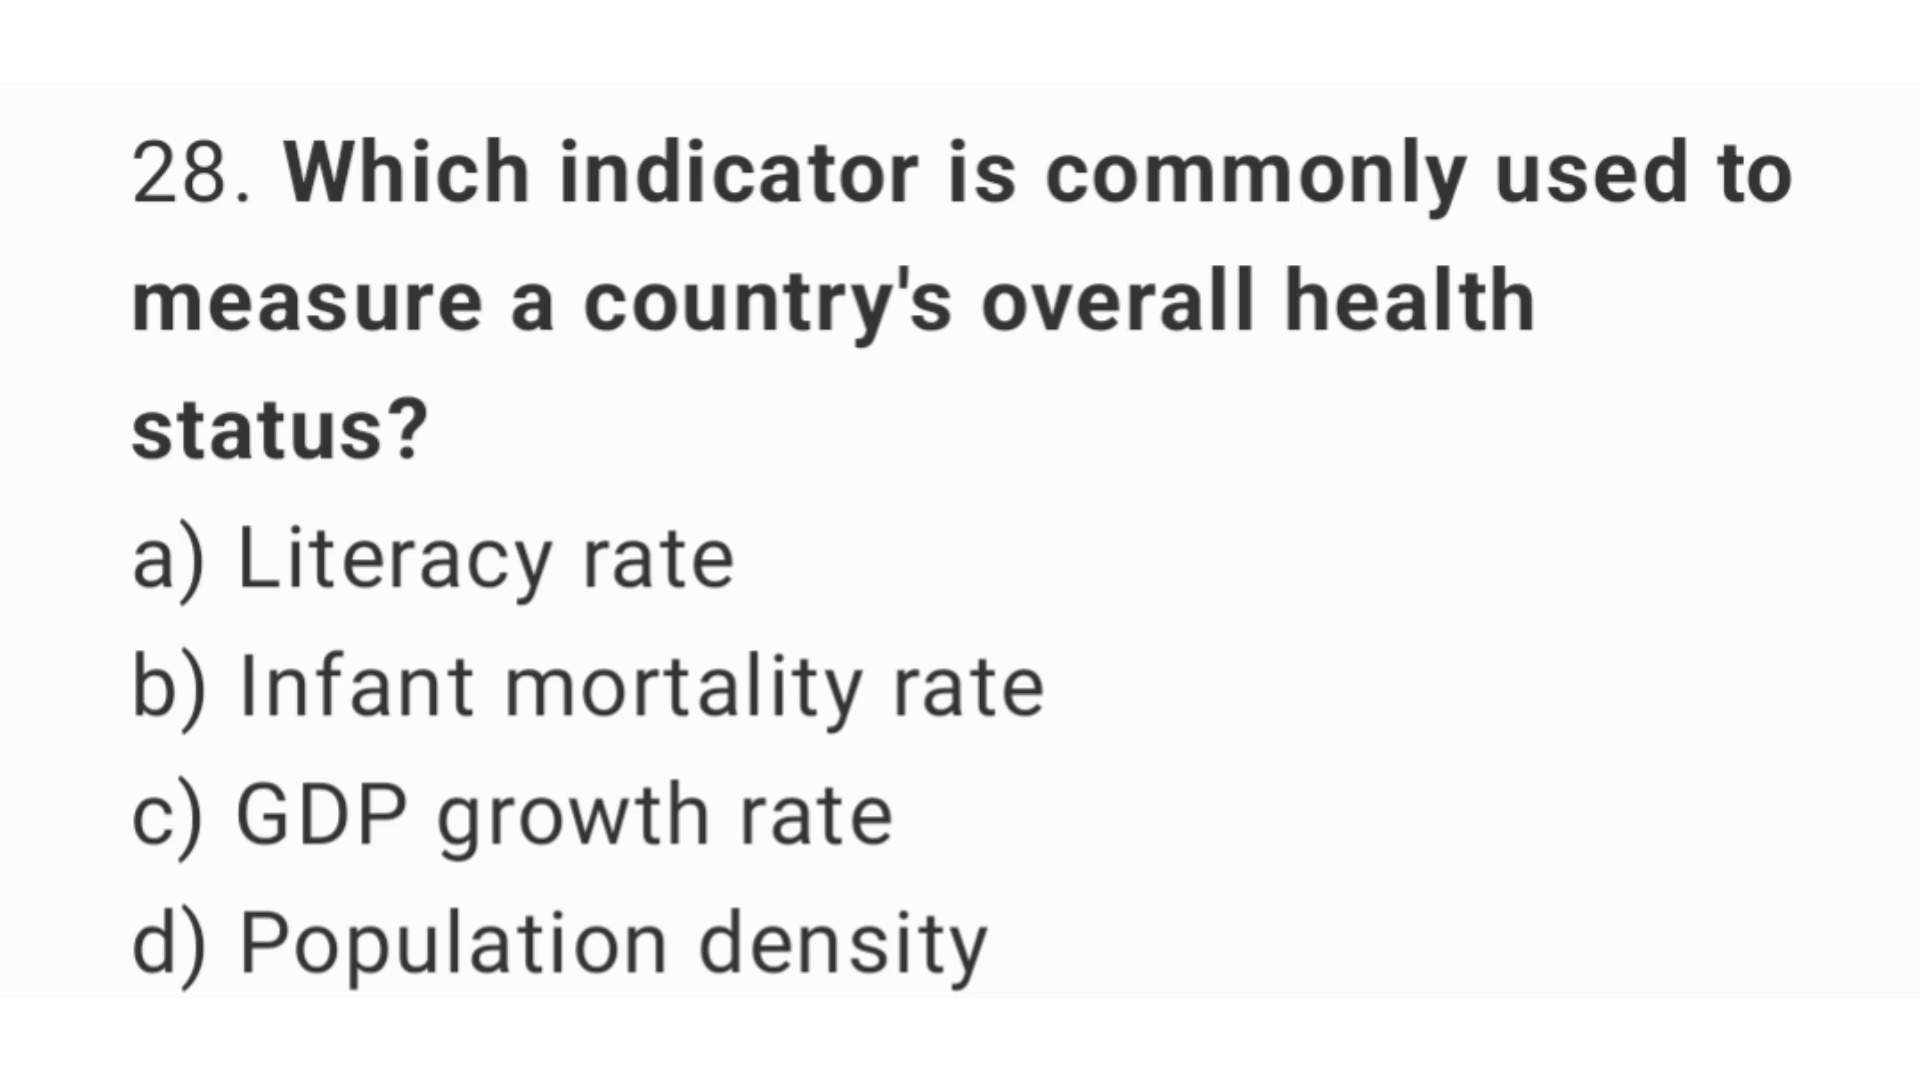 28. Which indicator is commonly used to
measure a country's overall health
status?
a) Literacy rate
b) Infant mortality rate
c) GDP growth rate
d) Population density